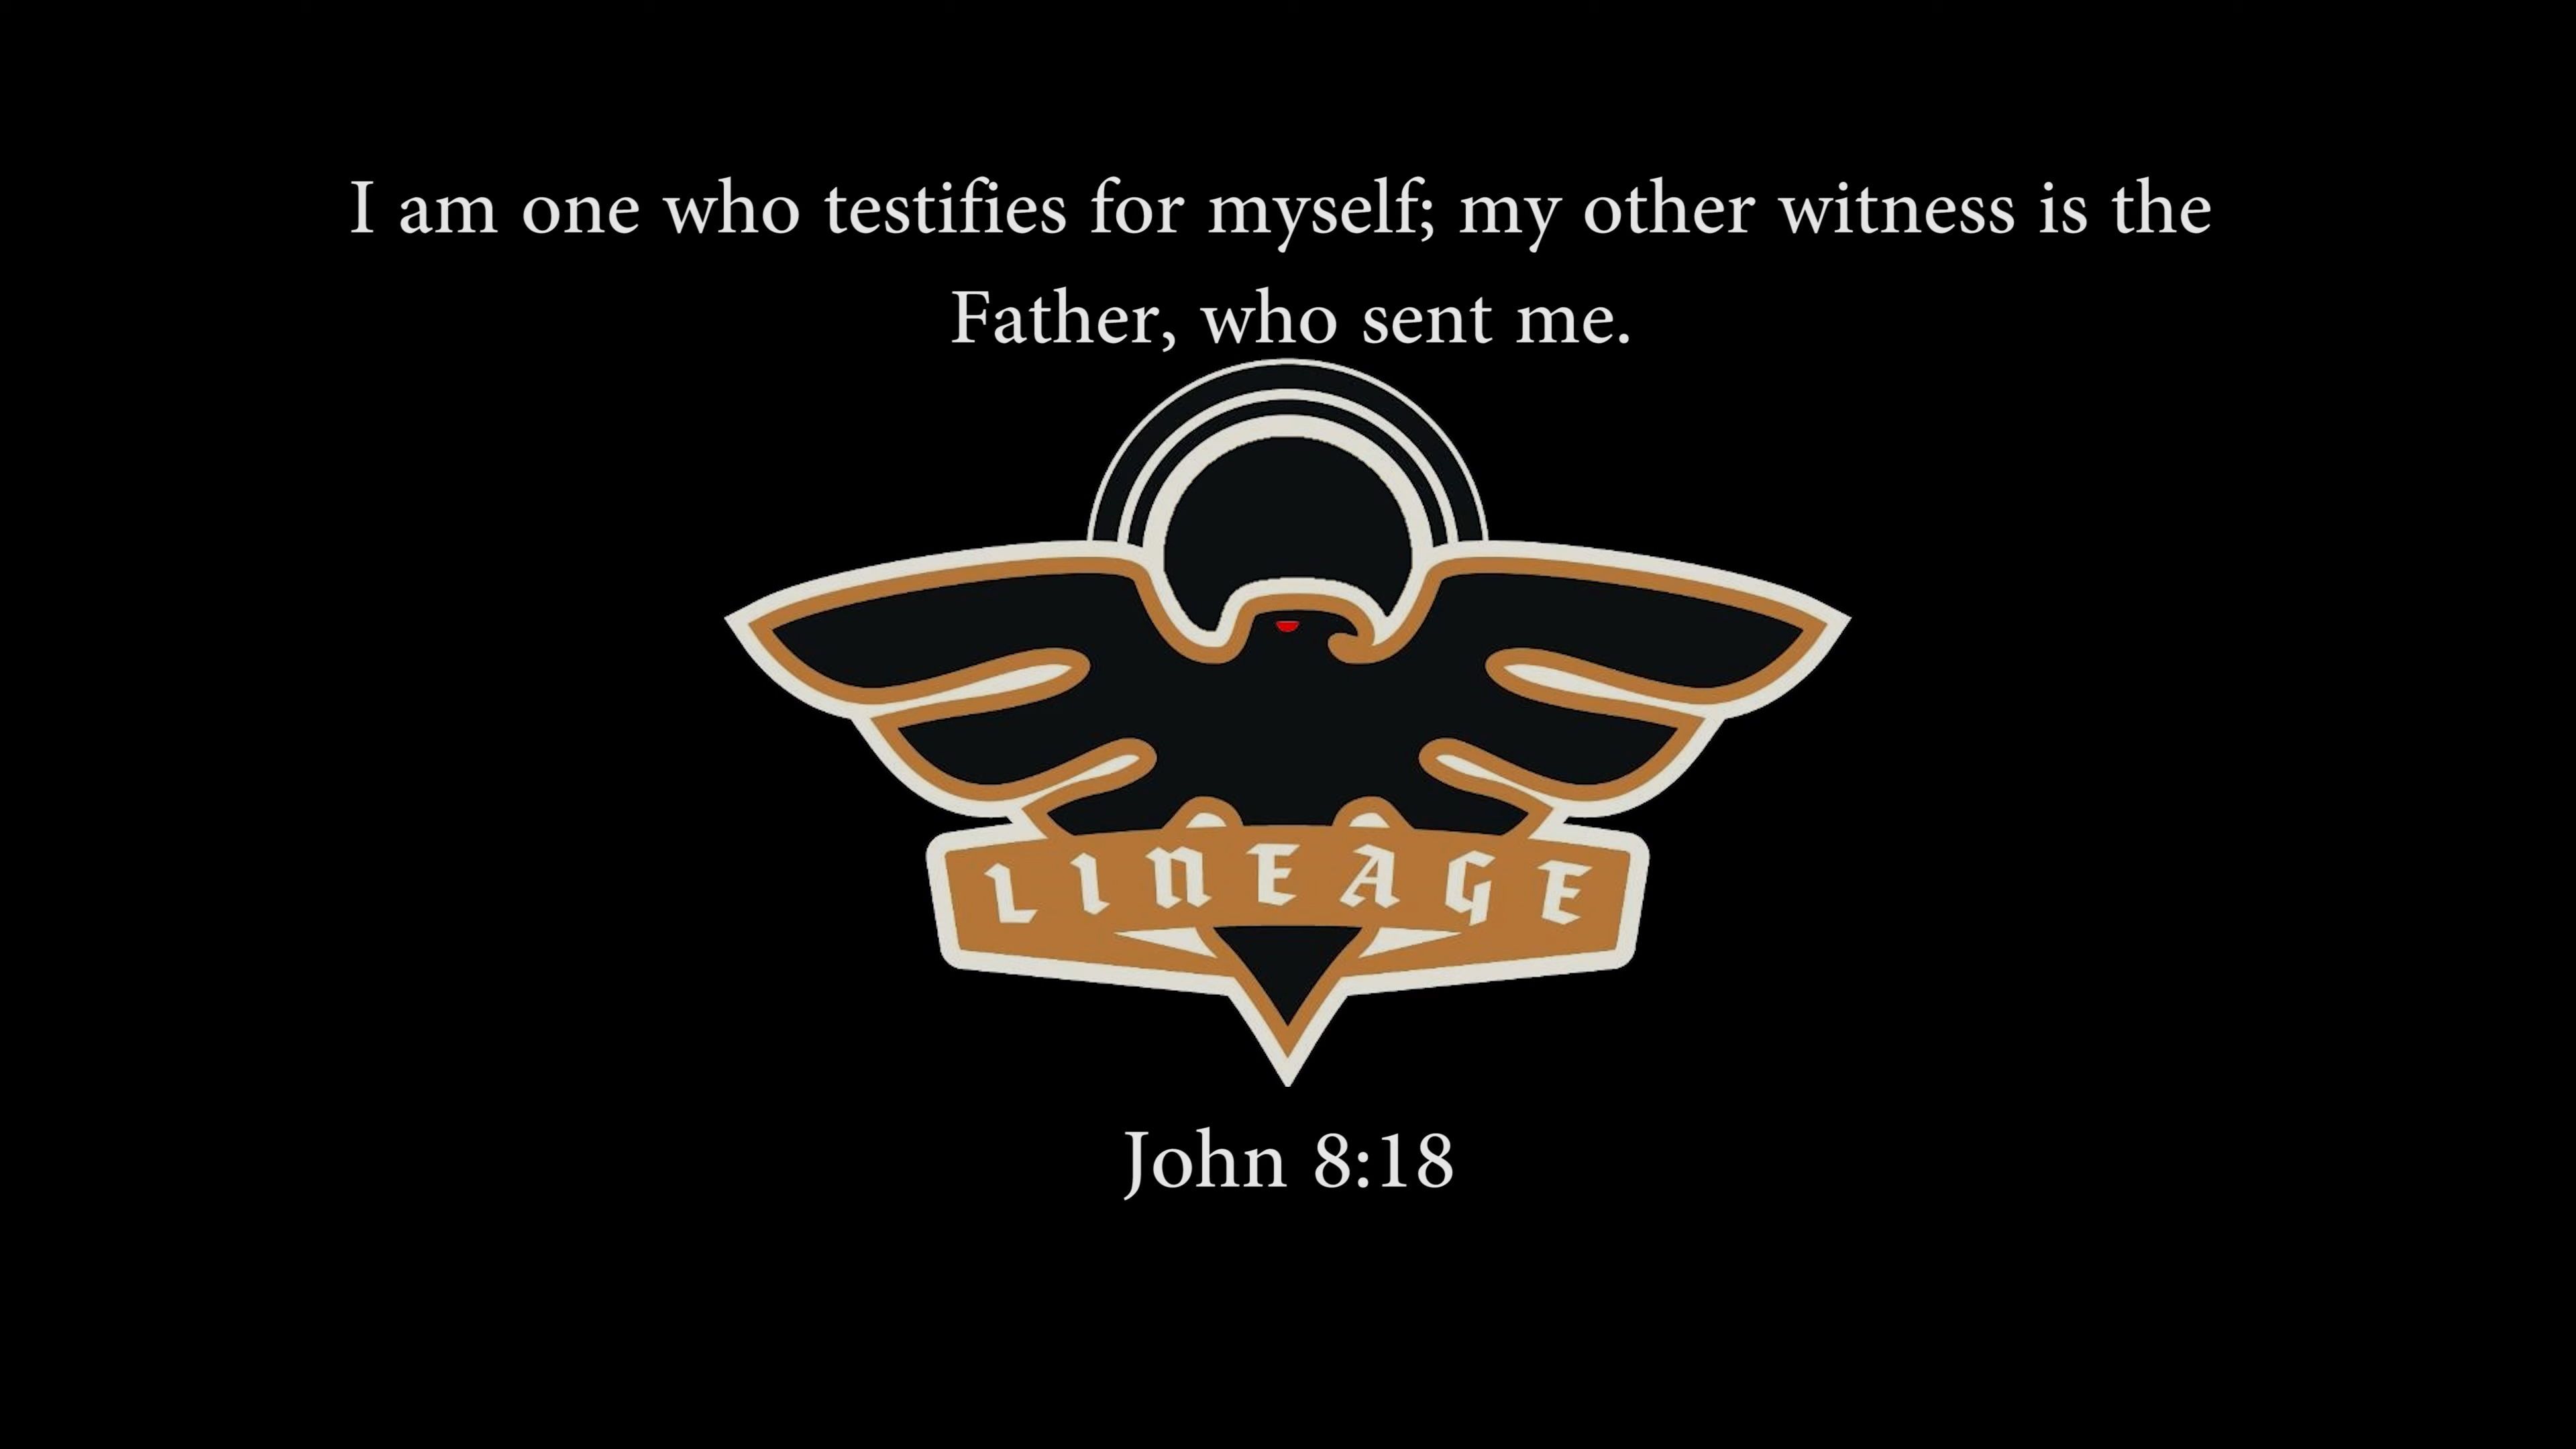 I am one who testifies for myself; my other witness is the
Father, who sent me.
LINEAGE
John 8:18